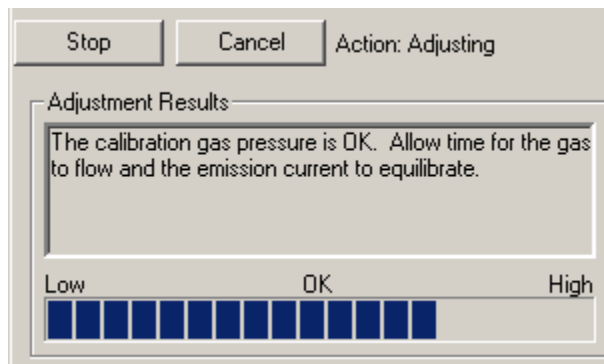 Stop Cancel Action: Adjusting
Adjustment Results
The calibration gas pressure is OK.  Allow time for the gas
to flow and the emission current to equilibrate.
Low OK High